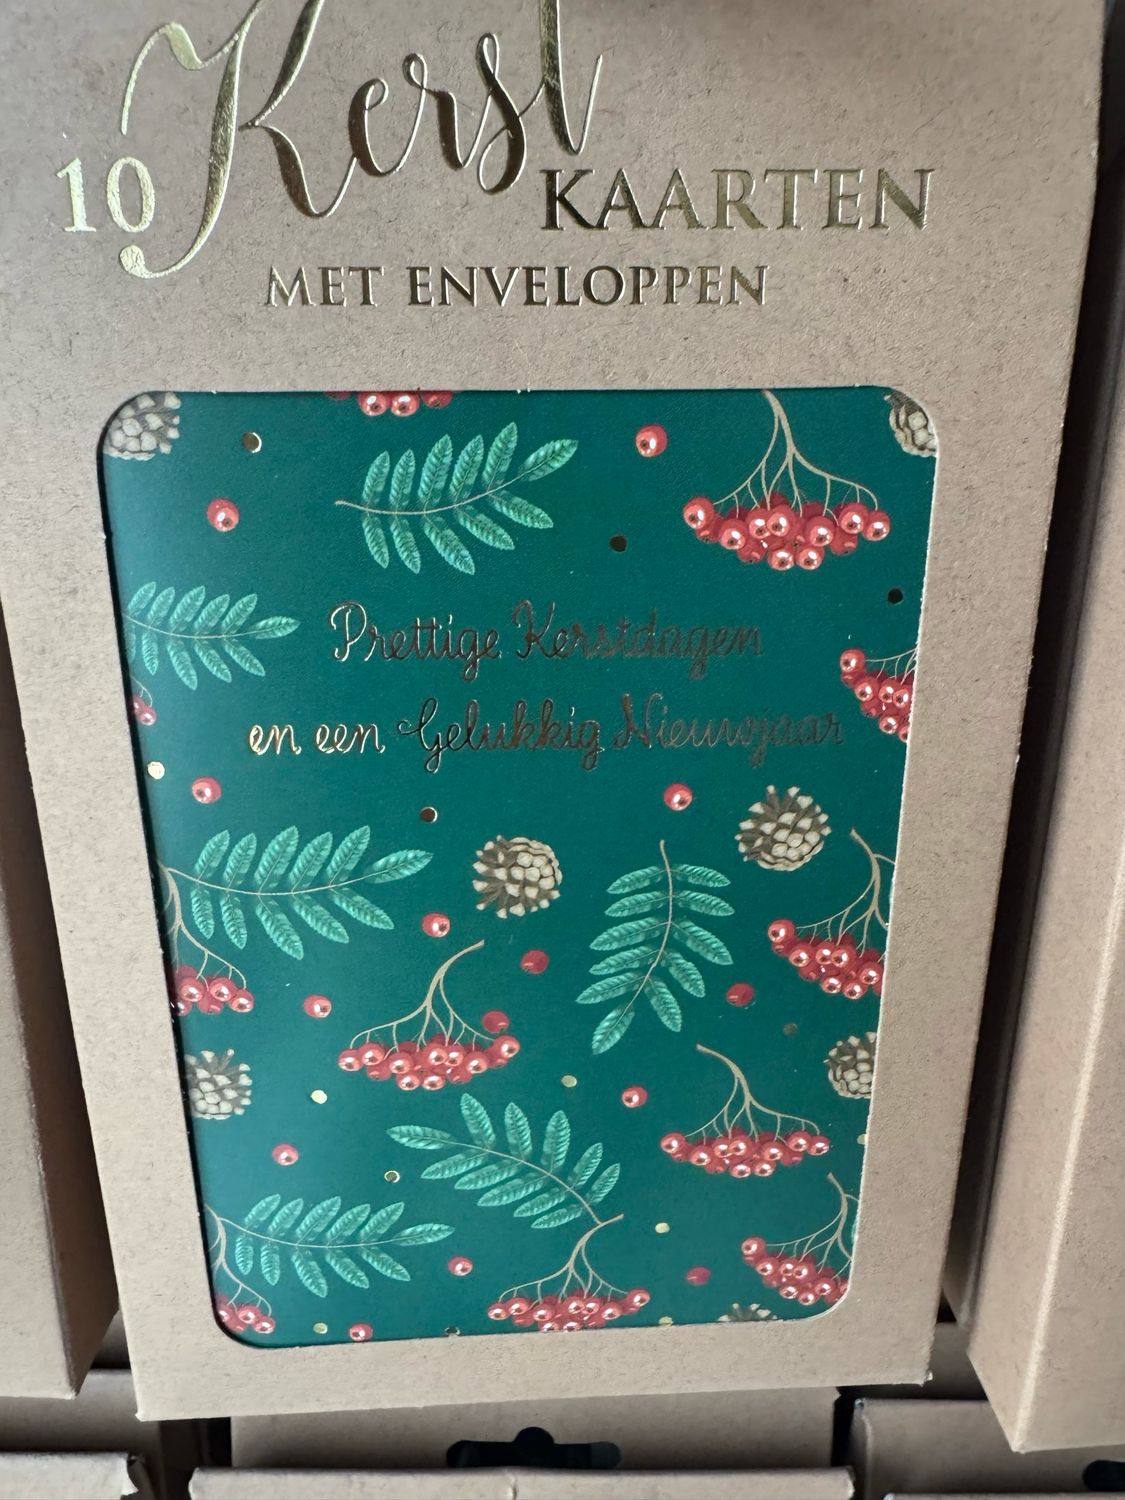 10 Kerst
KAARTEN
MET ENVELOPPEN
Prettige Kerstdagen
en een Gelukkig Nieuwjaar